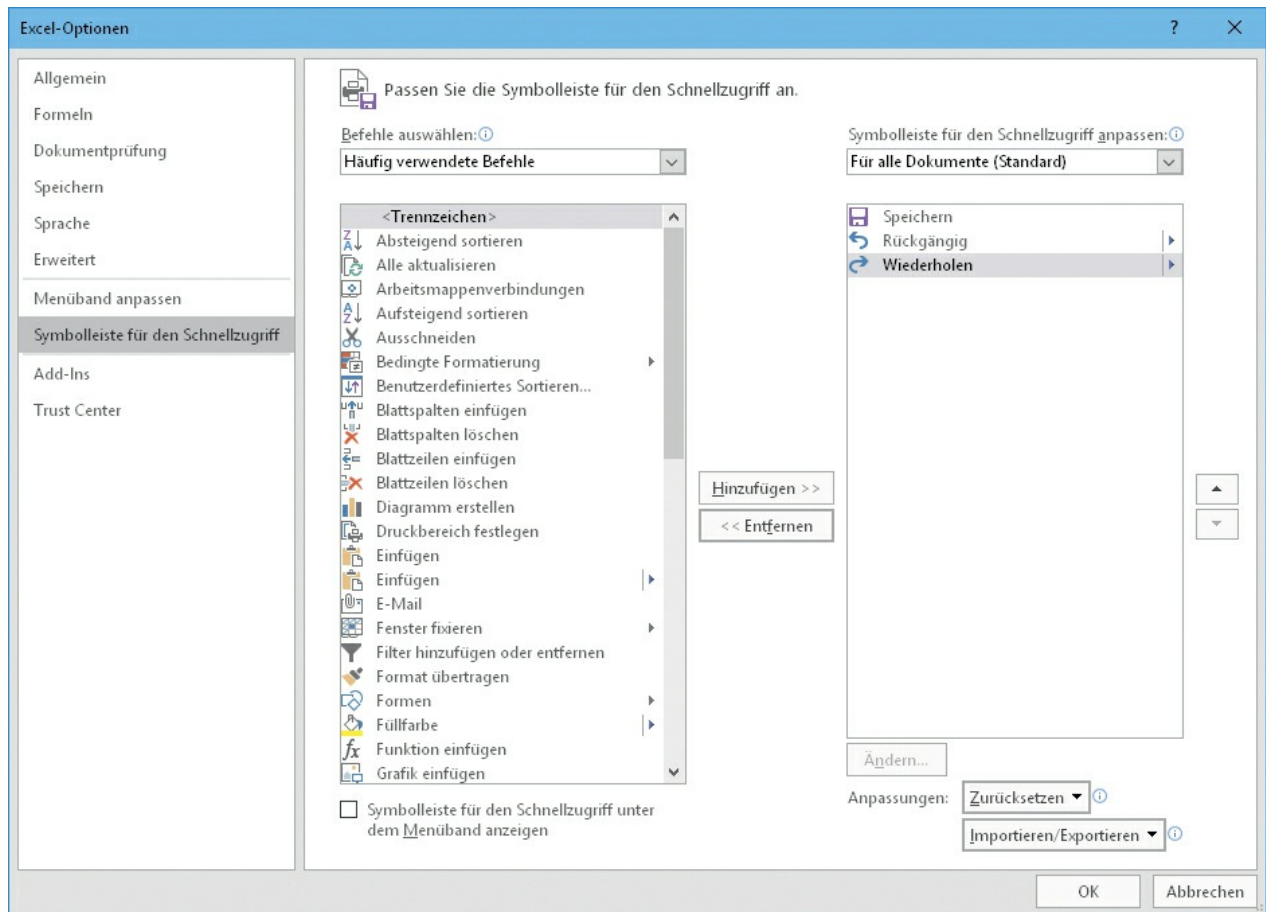 Excel-Optionen
?
Allgemein
Formeln
Dokumentprüfung
Speichern
Sprache
Erweitert
Menüband anpassen
Symbolleiste für den Schnellzugriff
Add-Ins
Trust Center
Passen Sie die Symbolleiste für den Schnellzugriff an.
Befehle auswählen:
Häufig verwendete Befehle
<Trennzeichen>
Absteigend sortieren
Alle aktualisieren
Arbeitsmappenverbindungen
Aufsteigend sortieren
Ausschneiden
Bedingte Formatierung
Benutzerdefiniertes Sortieren...
Blattspalten einfügen
Blattspalten löschen
Blattzeilen einfügen
Blattzeilen löschen
Diagramm erstellen
Druckbereich festlegen
Einfügen
Einfügen
E-Mail
Fenster fixieren
Filter hinzufügen oder entfernen
Format übertragen
Formen
Füllfarbe
Funktion einfügen
Grafik einfügen
Symbolleiste für den Schnellzugriff unter
dem Menüband anzeigen
Hinzufügen >>
<< Entfernen
Symbolleiste für den Schnellzugriff anpassen:
Für alle Dokumente (Standard)
Speichern
Rückgängig
Wiederholen
Ändern...
Anpassungen: Zurücksetzen
Importieren/Exportieren
OK
Abbrechen